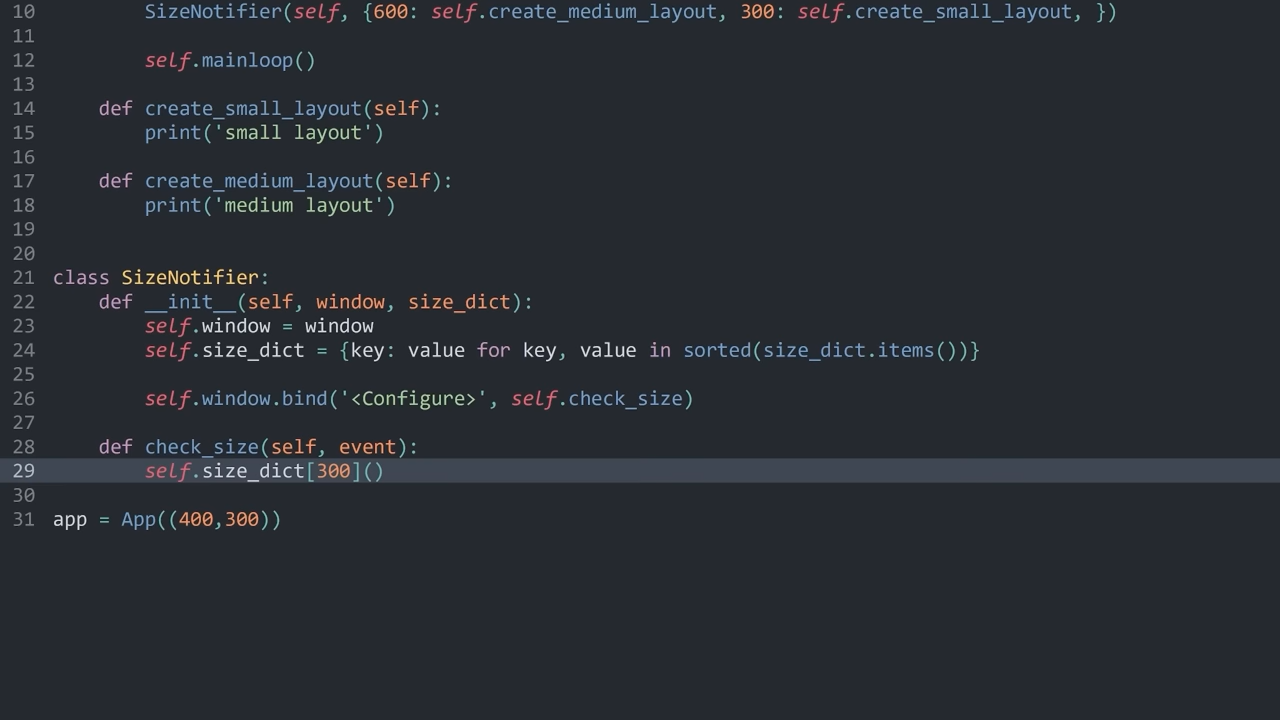 10 SizeNotifier(self, {600: self.create_medium_layout, 300: self.create_small_layout, })
11
12 self.mainloop()
13
14 def create_small_layout(self):
15 print('small layout')
16
17 def create_medium_layout(self):
18 print('medium layout')
19
20
21 class SizeNotifier:
22 def __init__(self, window, size_dict):
23 self.window = window
24 self.size_dict = {key: value for key, value in sorted(size_dict.items())}
25
26 self.window.bind('<Configure>', self.check_size)
27
28 def check_size(self, event):
29 self.size_dict[300]()
30
31 app = App((400,300))